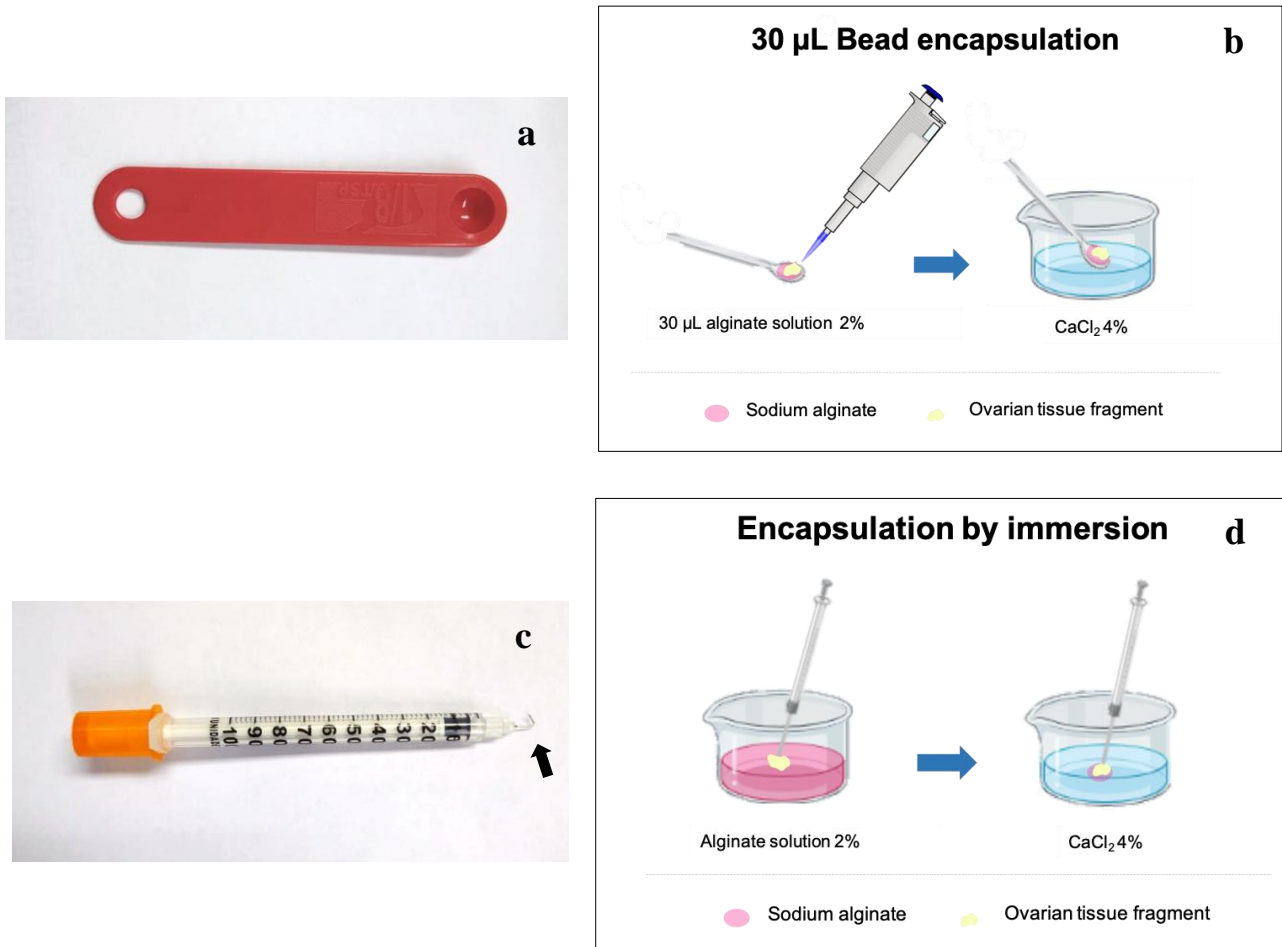 a
1/8 TSP
30 µL Bead encapsulation
b
30 µL alginate solution 2%
CaCl₂ 4%
Sodium alginate
Ovarian tissue fragment
c
100 90 80 70 60 50 40 30 20
Encapsulation by immersion
d
Alginate solution 2%
CaCl₂ 4%
Sodium alginate
Ovarian tissue fragment